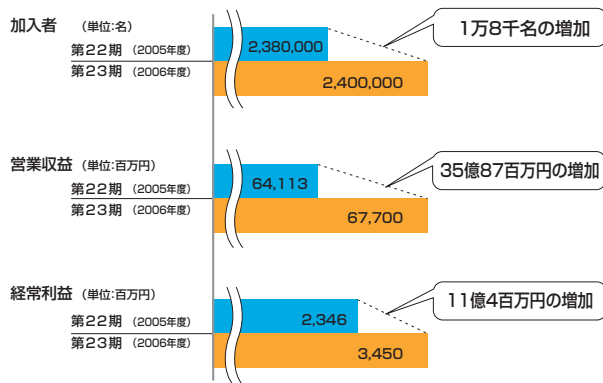 加入者 (単位:名)
1万8千名の増加
第22期 (2005年度)
2,380,000
第23期 (2006年度)
2,400,000
営業収益 (単位:百万円)
35億87百万円の増加
第22期 (2005年度)
64,113
第23期 (2006年度)
67,700
経常利益 (単位:百万円)
11億4百万円の増加
第22期 (2005年度)
2,346
第23期 (2006年度)
3,450